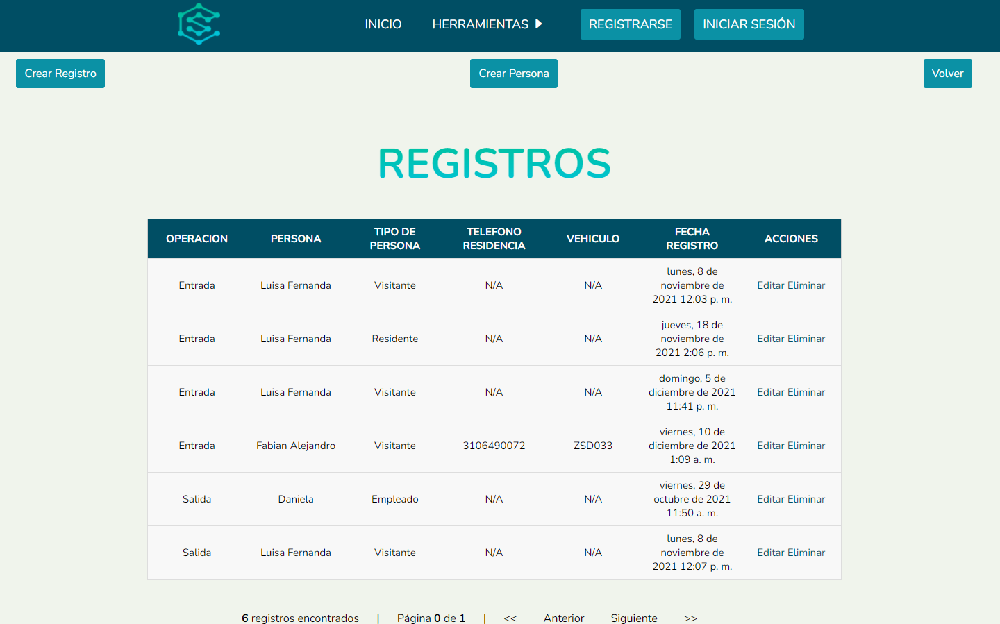 INICIO HERRAMIENTAS REGISTRARSE INICIAR SESIÓN
Crear Registro Crear Persona Volver
REGISTROS
OPERACION PERSONA TIPO DE PERSONA TELEFONO RESIDENCIA VEHICULO FECHA REGISTRO ACCIONES
Entrada Luisa Fernanda Visitante N/A N/A lunes, 8 de noviembre de 2021 12:03 p. m. Editar Eliminar
Entrada Luisa Fernanda Residente N/A N/A jueves, 18 de noviembre de 2021 2:06 p. m. Editar Eliminar
Entrada Luisa Fernanda Visitante N/A N/A domingo, 5 de diciembre de 2021 11:41 p. m. Editar Eliminar
Entrada Fabian Alejandro Visitante 3106490072 ZSD033 viernes, 10 de diciembre de 2021 1:09 a. m. Editar Eliminar
Salida Daniela Empleado N/A N/A viernes, 29 de octubre de 2021 11:50 a. m. Editar Eliminar
Salida Luisa Fernanda Visitante N/A N/A lunes, 8 de noviembre de 2021 12:07 p. m. Editar Eliminar
6 registros encontrados | Página 0 de 1 | << Anterior Siguiente >>